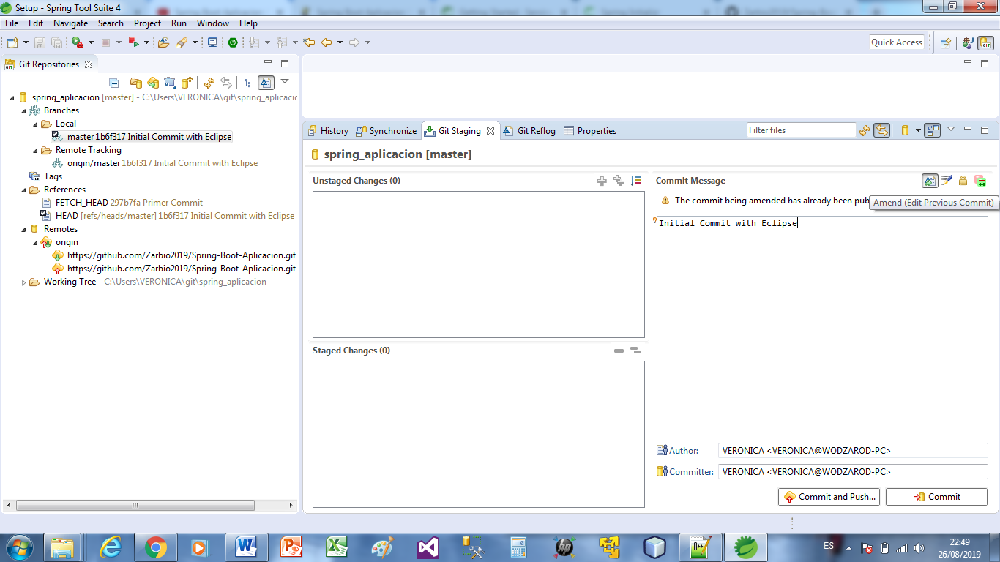 Setup - Spring Tool Suite 4
File Edit Navigate Search Project Run Window Help
Quick Access
Git Repositories
spring_aplicacion [master] - C:\Users\VERONICA\git\spring_aplicacic
Branches
Local
master 1b6f317 Initial Commit with Eclipse
Remote Tracking
origin/master 1b6f317 Initial Commit with Eclipse
Tags
References
FETCH_HEAD 297b7fa Primer Commit
HEAD [refs/heads/master] 1b6f317 Initial Commit with Eclipse
Remotes
origin
https://github.com/Zarbio2019/Spring-Boot-Aplicacion.git
https://github.com/Zarbio2019/Spring-Boot-Aplicacion.git
Working Tree - C:\Users\VERONICA\git\spring_aplicacion
History Synchronize Git Staging Git Reflog Properties
Filter files
spring_aplicacion [master]
Unstaged Changes (0)
Staged Changes (0)
Commit Message
The commit being amended has already been pub
Amend (Edit Previous Commit)
Initial Commit with Eclipse
Author: VERONICA <VERONICA@WODZAROD-PC>
Committer: VERONICA <VERONICA@WODZAROD-PC>
Commit and Push... Commit
ES
22:49
26/08/2019